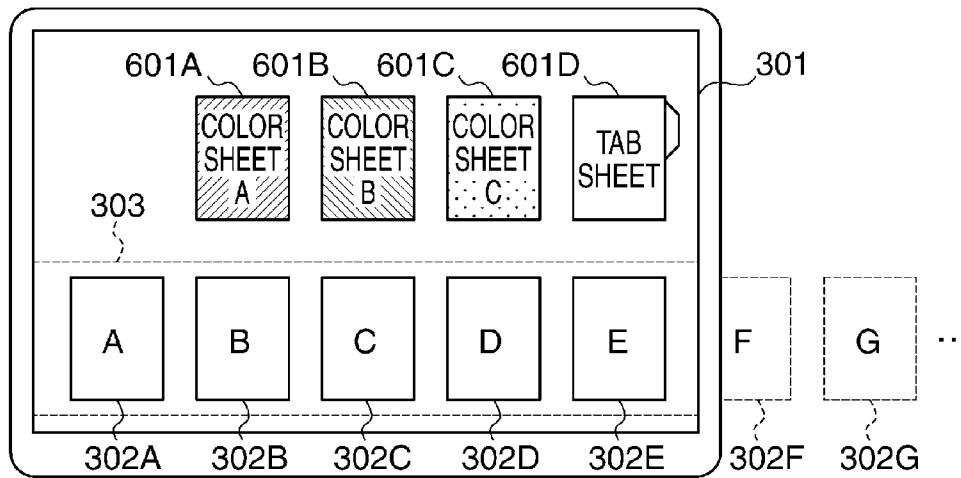 601A 601B 601C 601D 301
COLOR SHEET A
COLOR SHEET B
COLOR SHEET C
TAB SHEET
303
A B C D E F G ..
302A 302B 302C 302D 302E 302F 302G